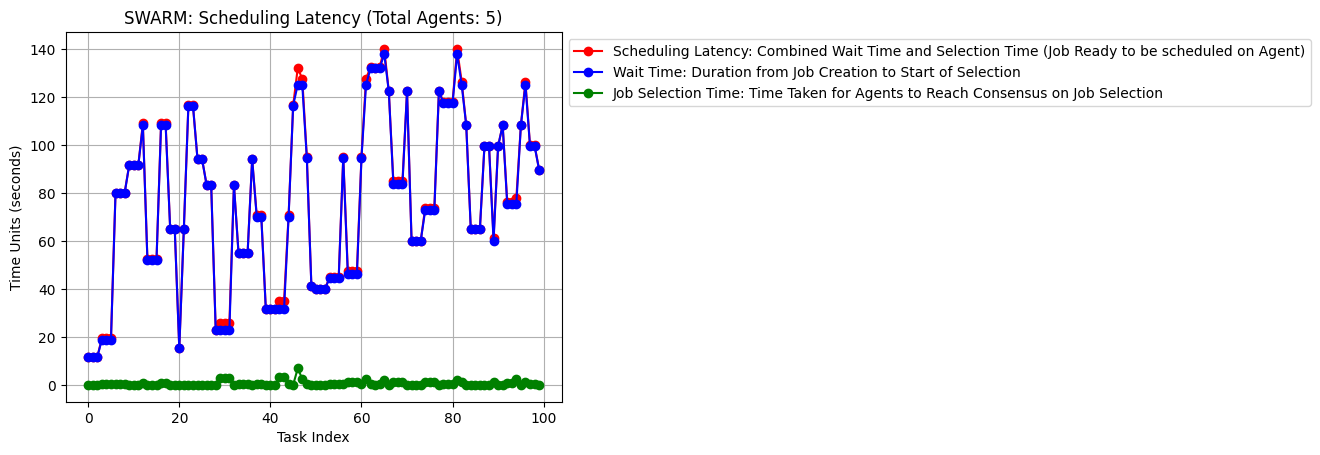 SWARM: Scheduling Latency (Total Agents: 5)
Scheduling Latency: Combined Wait Time and Selection Time (Job Ready to be scheduled on Agent)
Wait Time: Duration from Job Creation to Start of Selection
Job Selection Time: Time Taken for Agents to Reach Consensus on Job Selection
Time Units (seconds)
140
120
100
80
60
40
20
0
0 20 40 60 80 100
Task Index